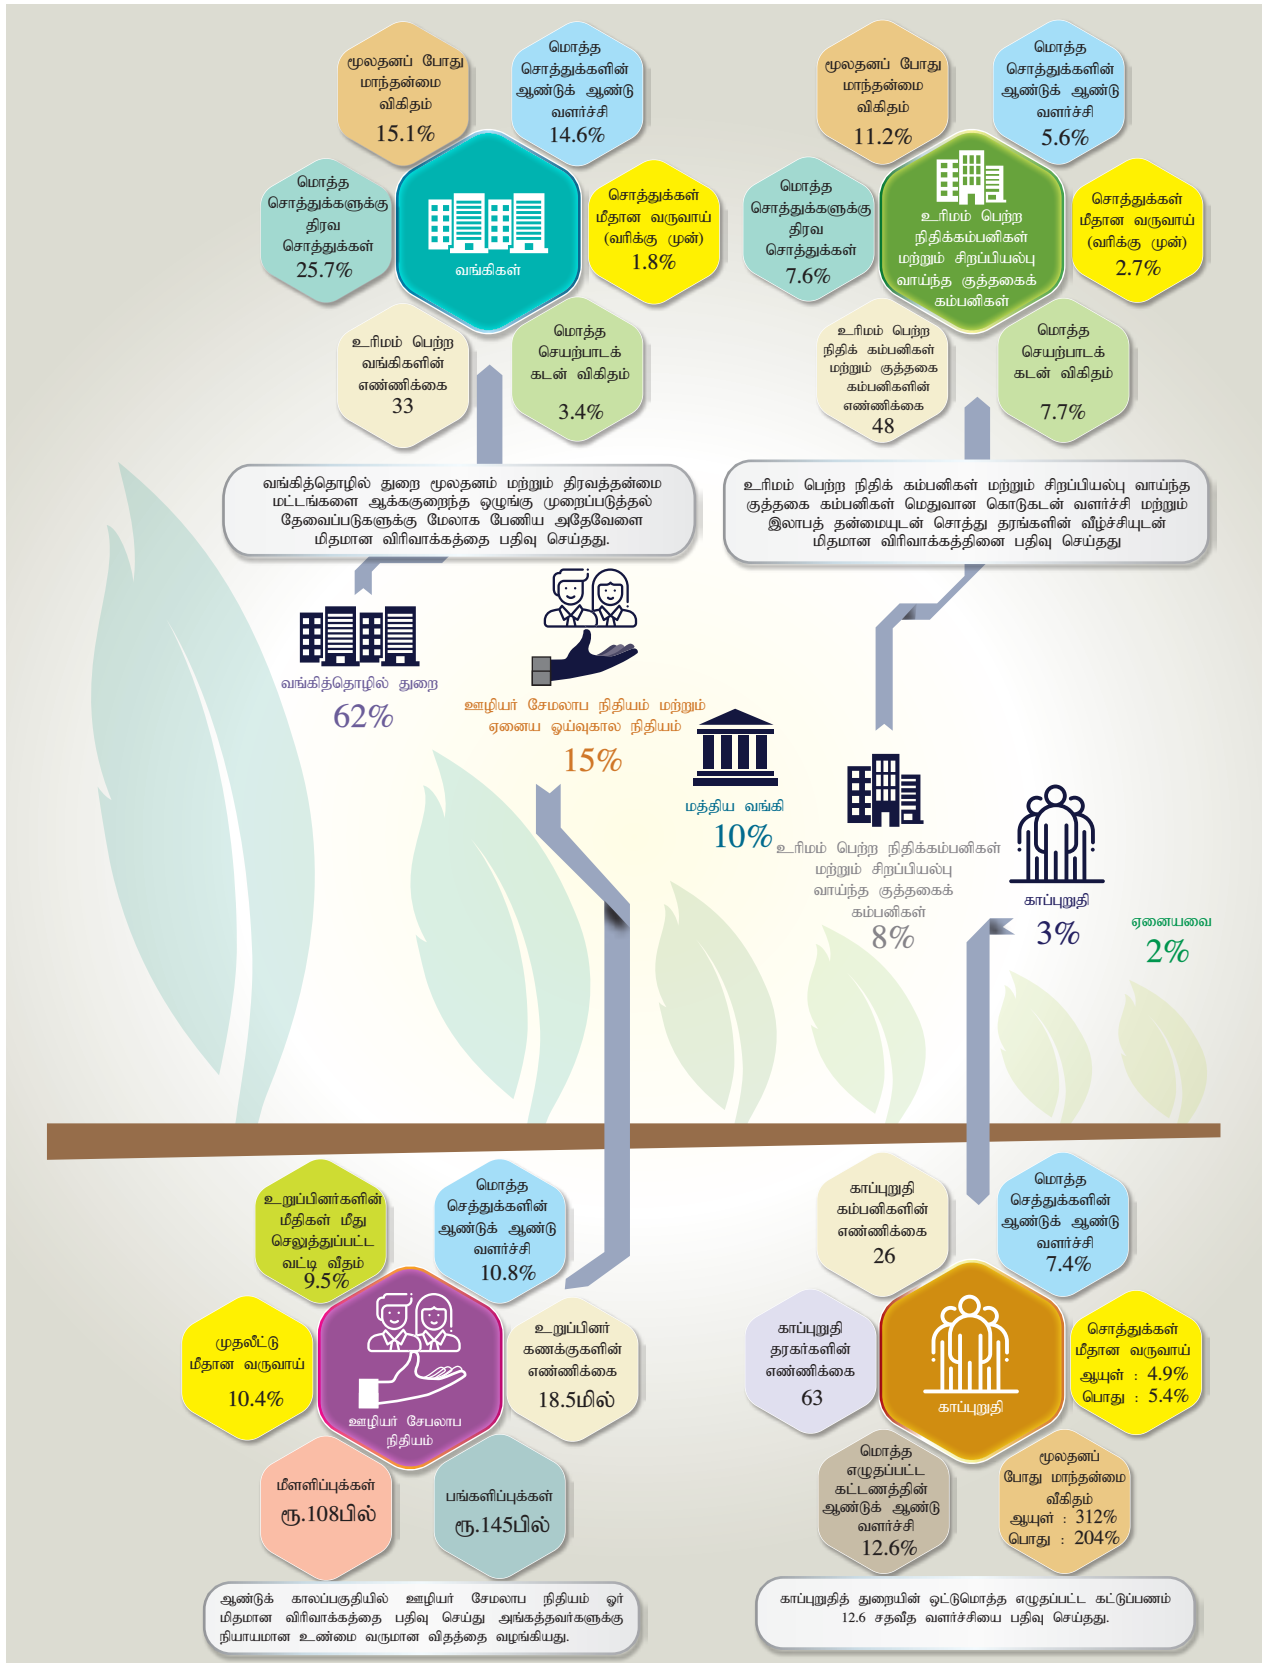 மூலதனப் போது
மாந்தன்மை
விகிதம்
15.1%
மொத்த
சொத்துக்களின்
ஆண்டுக் ஆண்டு
வளர்ச்சி
14.6%
மொத்த
சொத்துக்களுக்கு
திரவ
சொத்துக்கள்
25.7%
வங்கிகள்
சொத்துக்கள்
மீதான வருவாய்
(வரிக்கு முன்)
1.8%
உரிமம் பெற்ற
வங்கிகளின்
எண்ணிக்கை
33
மொத்த
செயற்பாடக்
கடன் விகிதம்
3.4%
மூலதனப் போது
மாந்தன்மை
விகிதம்
11.2%
மொத்த
சொத்துக்களின்
ஆண்டுக் ஆண்டு
வளர்ச்சி
5.6%
மொத்த
சொத்துக்களுக்கு
திரவ
சொத்துக்கள்
7.6%
உரிமம் பெற்ற
நிதிக்கம்பனிகள்
மற்றும் சிறப்பியல்பு
வாய்ந்த குத்தகைக்
கம்பனிகள்
சொத்துக்கள்
மீதான வருவாய்
(வரிக்கு முன்)
2.7%
உரிமம் பெற்ற
நிதிக் கம்பனிகள்
மற்றும் குத்தகை
கம்பனிகளின்
எண்ணிக்கை
48
மொத்த
செயற்பாடக்
கடன் விகிதம்
7.7%
வங்கித்தொழில் துறை மூலதனம் மற்றும் திரவத்தன்மை
மட்டங்களை ஆக்ககுறைந்த ஒழுங்கு முறைப்படுத்தல்
தேவைப்படுகளுக்கு மேலாக பேணிய அதேவேளை
மிதமான விரிவாக்கத்தை பதிவு செய்தது.
உரிமம் பெற்ற நிதிக் கம்பனிகள் மற்றும் சிறப்பியல்பு வாய்ந்த
குத்தகை கம்பனிகள் மெதுவான கொடுகடன் வளர்ச்சி மற்றும்
இலாபத் தன்மையுடன் சொத்து தரங்களின் வீழ்ச்சியுடன்
மிதமான விரிவாக்கத்தினை பதிவு செய்தது
வங்கித்தொழில் துறை
62%
ஊழியர் சேமலாப நிதியம் மற்றும்
ஏனைய ஓய்வுகால நிதியம்
15%
மத்திய வங்கி
10%
உரிமம் பெற்ற நிதிக்கம்பனிகள்
மற்றும் சிறப்பியல்பு
வாய்ந்த குத்தகைக்
கம்பனிகள்
8%
காப்புறுதி
3%
ஏனையவை
2%
உறுப்பினர்களின்
மீதிகள் மீது
செலுத்துப்பட்ட
வட்டி வீதம்
9.5%
மொத்த
செத்துக்களின்
ஆண்டுக் ஆண்டு
வளர்ச்சி
10.8%
முதலீட்டு
மீதான வருவாய்
10.4%
ஊழியர் சேபலாப
நிதியம்
உறுப்பினர்
கணக்குகளின்
எண்ணிக்கை
18.5மில்
மீளளிப்புக்கள்
ரூ.108பில்
பங்களிப்புக்கள்
ரூ.145பில்
காப்புறுதி
கம்பனிகளின்
எண்ணிக்கை
26
மொத்த
செத்துக்களின்
ஆண்டுக் ஆண்டு
வளர்ச்சி
7.4%
காப்புறுதி
தரகர்களின்
எண்ணிக்கை
63
காப்புறுதி
சொத்துக்கள்
மீதான வருவாய்
ஆயுள் : 4.9%
பொது : 5.4%
மொத்த
எழுதப்பட்ட
கட்டணத்தின்
ஆண்டுக் ஆண்டு
வளர்ச்சி
12.6%
மூலதனப்
போது மாந்தன்மை
வீகிதம்
ஆயுள் : 312%
பொது : 204%
ஆண்டுக் காலப்பகுதியில் ஊழியர் சேமலாப நிதியம் ஓர்
மிதமான விரிவாக்கத்தை பதிவு செய்து அங்கத்தவர்களுக்கு
நியாயமான உண்மை வருமான விதத்தை வழங்கியது.
காப்புறுதித் துறையின் ஒட்டுமொத்த எழுதப்பட்ட கட்டுப்பணம்
12.6 சதவீத வளர்ச்சியை பதிவு செய்தது.